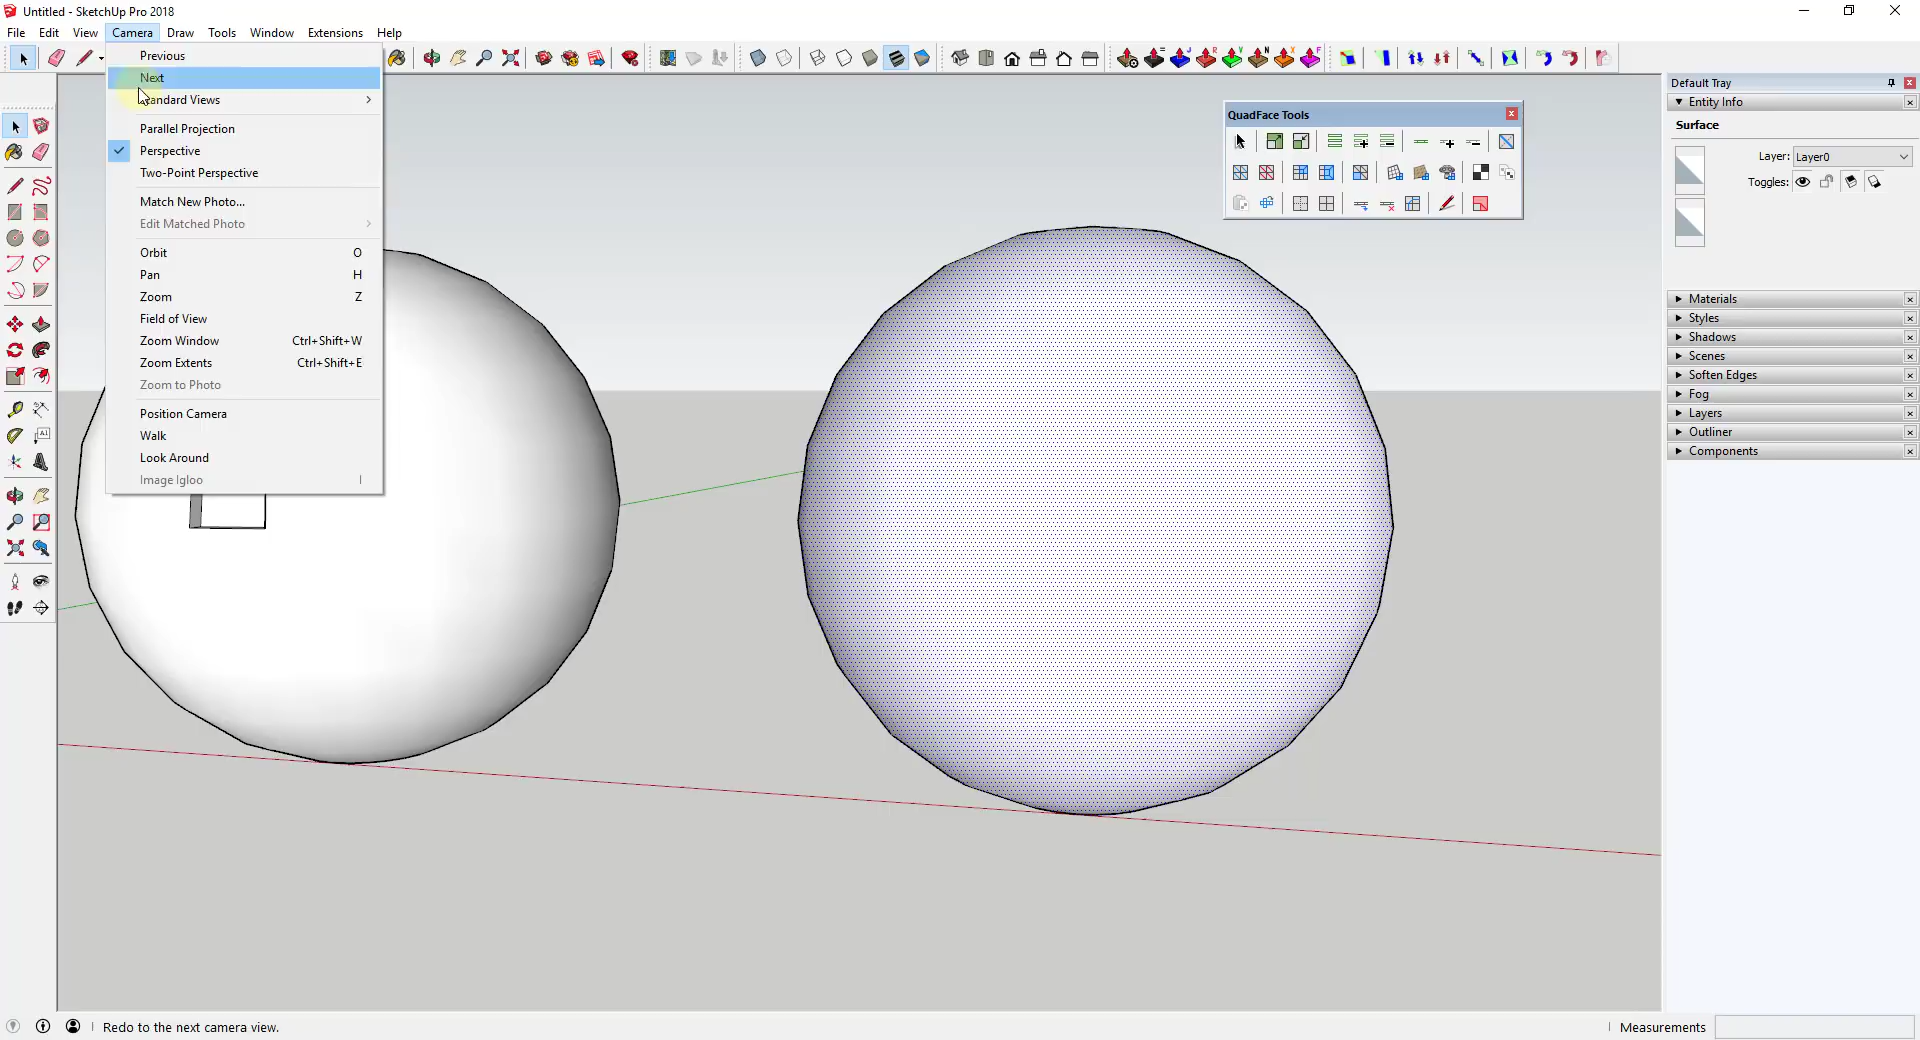 Untitled - SketchUp Pro 2018
File Edit View Camera Draw Tools Window Extensions Help
Previous
Next
Standard Views
Parallel Projection
Perspective
Two-Point Perspective
Match New Photo...
Edit Matched Photo
Orbit O
Pan H
Zoom Z
Field of View
Zoom Window Ctrl+Shift+W
Zoom Extents Ctrl+Shift+E
Zoom to Photo
Position Camera
Walk
Look Around
Image Igloo I
QuadFace Tools
Default Tray
Entity Info
Surface
Layer: Layer0
Toggles:
Materials
Styles
Shadows
Scenes
Soften Edges
Fog
Layers
Outliner
Components
Redo to the next camera view.
Measurements